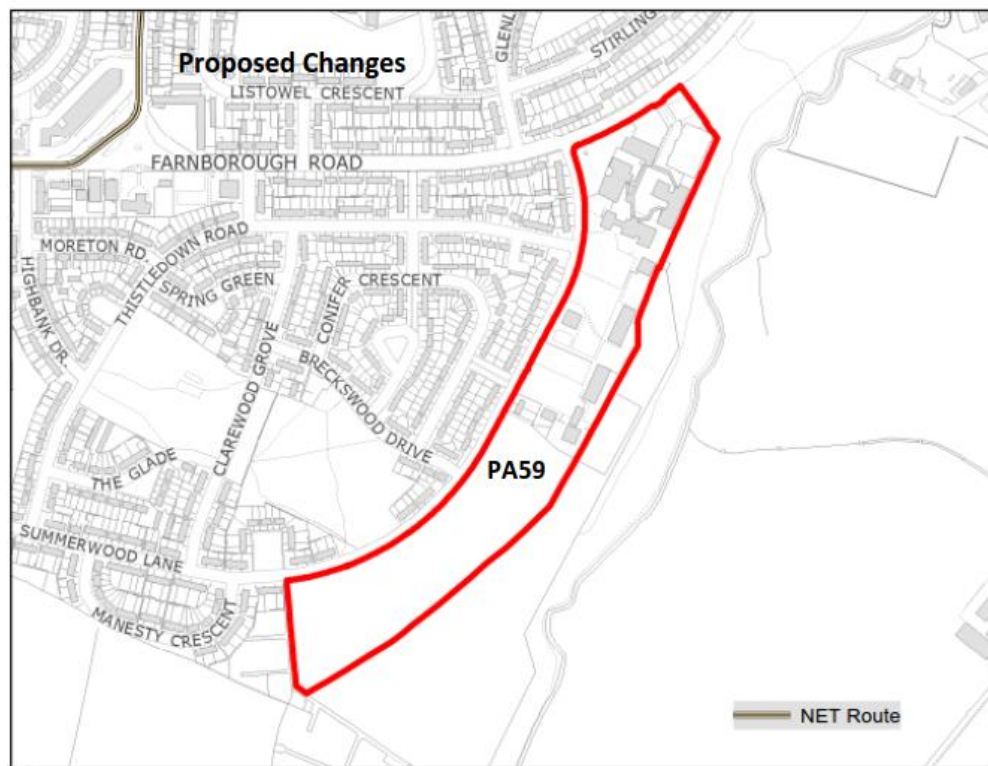 GLENL
STIRLING
Proposed Changes
LISTOWEL CRESCENT
FARNBOROUGH ROAD
MORETON RD.
THISTLEDOWN ROAD
SPRING GREEN
CONIFER CRESCENT
HIGHBANK DR.
CLAREWOOD GROVE
BRECKSWOOD DRIVE
THE GLADE
PA59
SUMMERWOOD LANE
MANESTY CRESCENT
NET Route